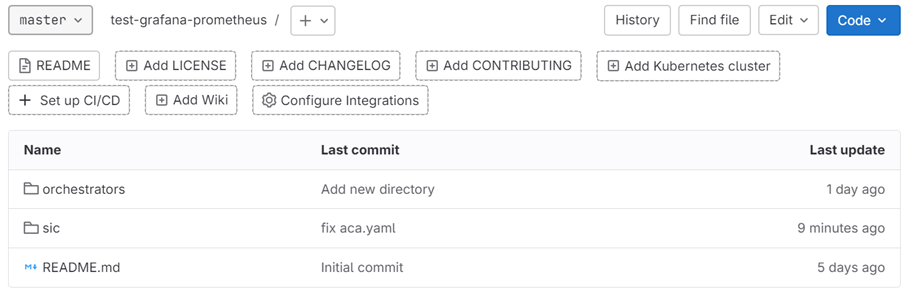 master test-grafana-prometheus / + History Find file Edit Code
README Add LICENSE Add CHANGELOG Add CONTRIBUTING Add Kubernetes cluster
Set up CI/CD Add Wiki Configure Integrations
Name Last commit Last update
orchestrators Add new directory 1 day ago
sic fix aca.yaml 9 minutes ago
README.md Initial commit 5 days ago